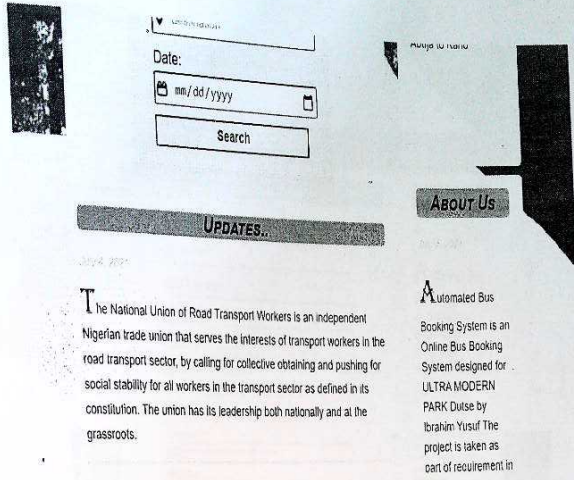 Abuja to Kano
Date:
mm/dd/yyyy
Search
UPDATES..
ABOUT US
The National Union of Road Transport Workers is an independent
Nigerian trade union that serves the interests of transport workers in the
road transport sector, by calling for collective obtaining and pushing for
social stability for all workers in the transport sector as defined in its
constitution. The union has its leadership both nationally and at the
grassroots.
Automated Bus
Booking System is an
Online Bus Booking
System designed for
ULTRA MODERN
PARK Dutse by
Ibrahim Yusuf The
project is taken as
part of requirement in